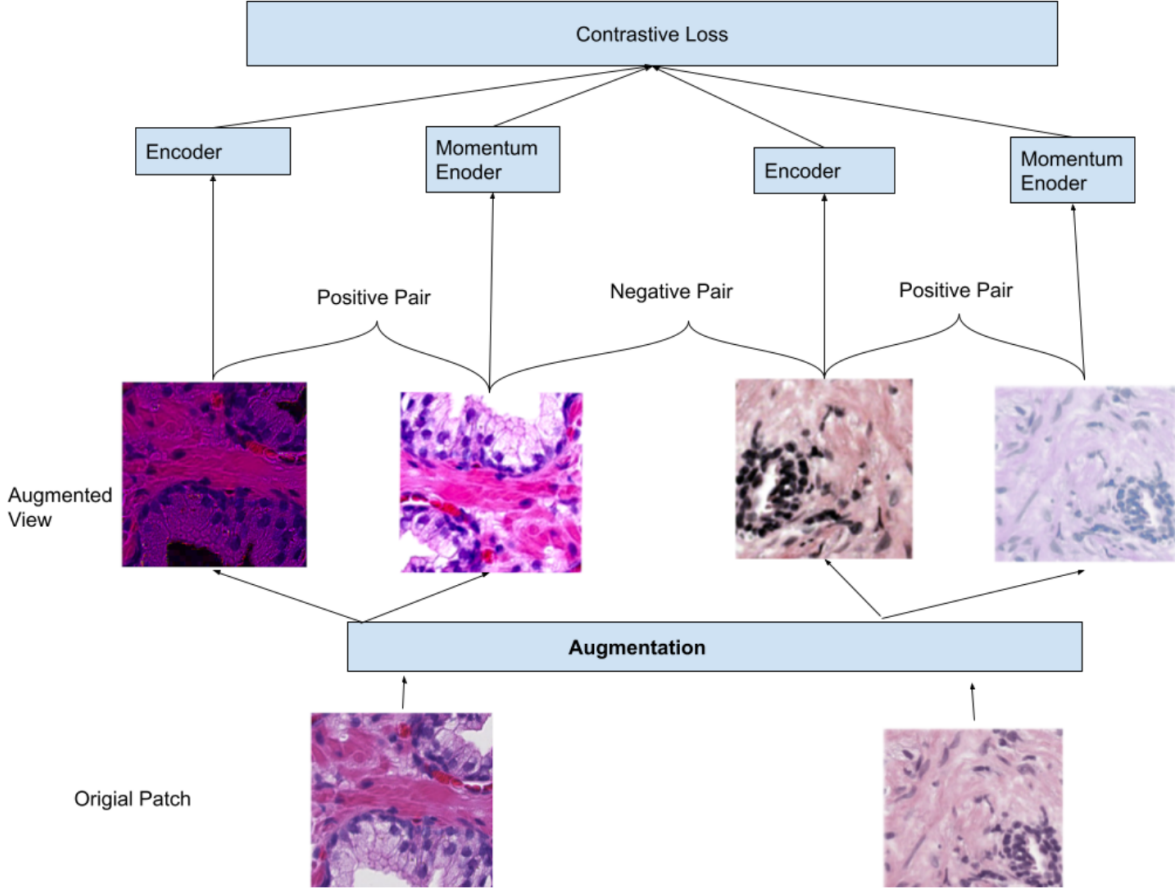 Contrastive Loss
Encoder
Momentum
Enoder
Encoder
Momentum
Enoder
Positive Pair
Negative Pair
Positive Pair
Augmented
View
Augmentation
Origial Patch